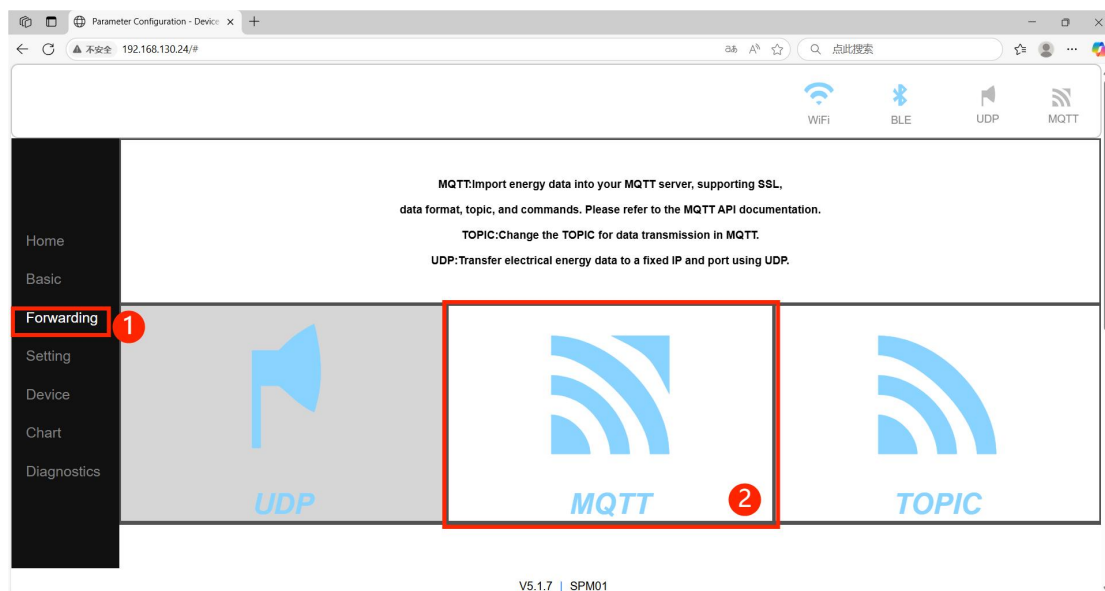 Parameter Configuration - Device
不安全 192.168.130.24/#
点此搜索
WiFi BLE UDP MQTT
MQTT:Import energy data into your MQTT server, supporting SSL,
data format, topic, and commands. Please refer to the MQTT API documentation.
TOPIC:Change the TOPIC for data transmission in MQTT.
UDP:Transfer electrical energy data to a fixed IP and port using UDP.
Home
Basic
Forwarding 1
Setting
Device
Chart
Diagnostics
UDP
MQTT 2
TOPIC
V5.1.7 | SPM01